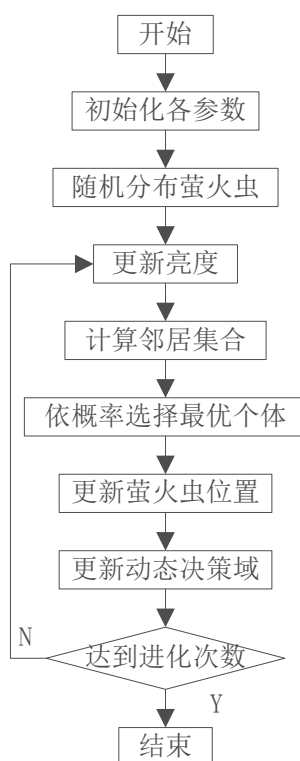 开始
初始化各参数
随机分布萤火虫
更新亮度
计算邻居集合
依概率选择最优个体
更新萤火虫位置
更新动态决策域
N
达到进化次数
Y
结束